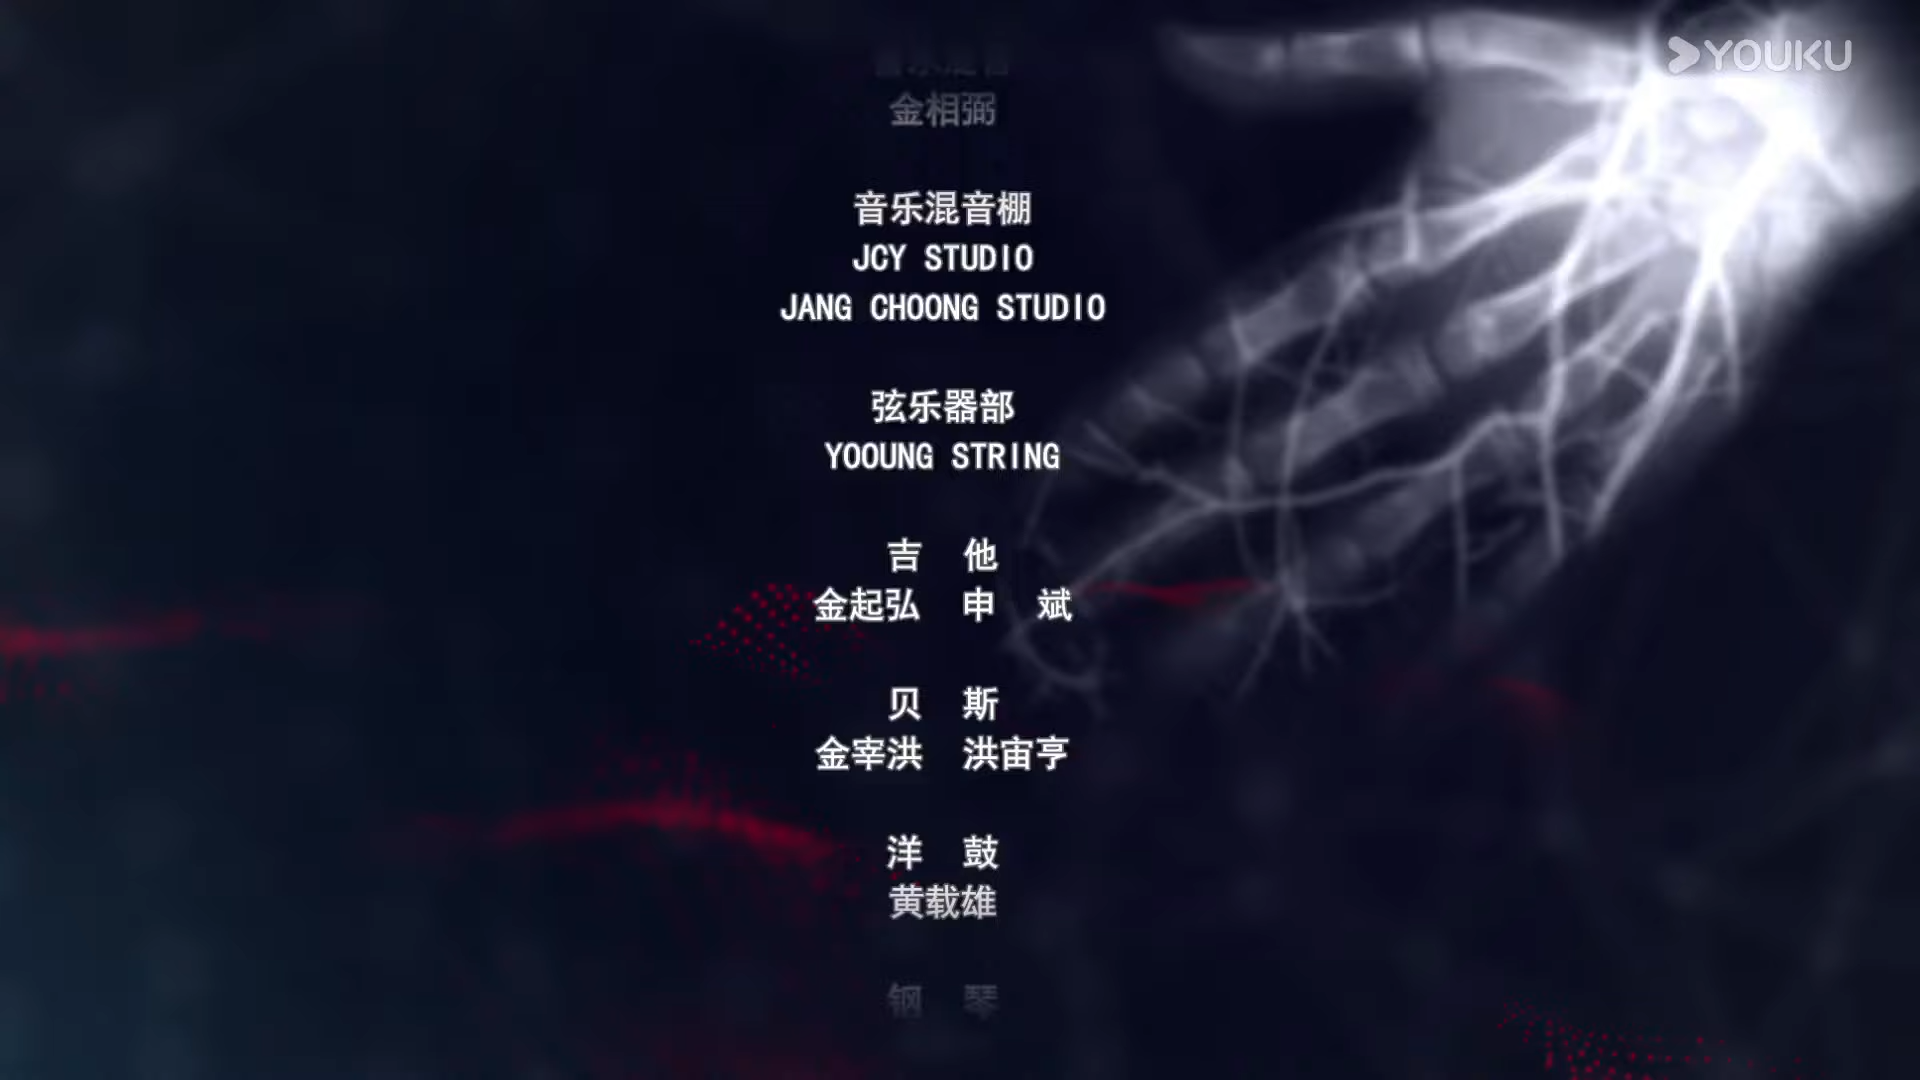 YOUKU
金相弼
音乐混音棚
JCY STUDIO
JANG CHOONG STUDIO
弦乐器部
YOOUNG STRING
吉 他
金起弘 申 斌
贝 斯
金宰洪 洪宙亨
洋 鼓
黄载雄
钢 琴